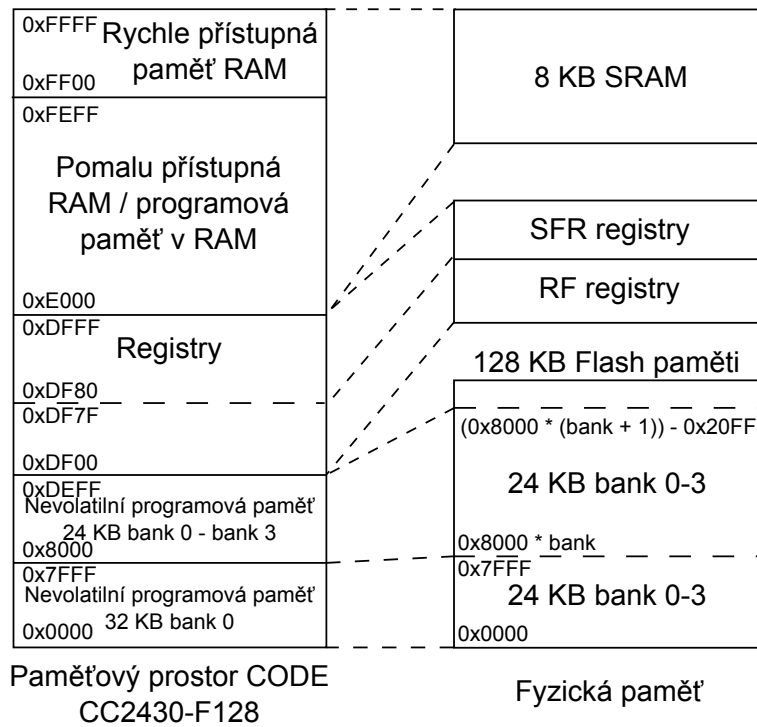 0xFFFF
Rychle přístupná
paměť RAM
0xFF00
0xFEFF
Pomalu přístupná
RAM / programová
paměť v RAM
0xE000
0xDFFF
Registry
0xDF80
0xDF7F
0xDF00
0xDEFF
Nevolatilní programová paměť
24 KB bank 0 - bank 3
0x8000
0x7FFF
Nevolatilní programová paměť
32 KB bank 0
0x0000
Paměťový prostor CODE
CC2430-F128
8 KB SRAM
SFR registry
RF registry
128 KB Flash paměti
(0x8000 * (bank + 1)) - 0x20FF
24 KB bank 0-3
0x8000 * bank
0x7FFF
24 KB bank 0-3
0x0000
Fyzická paměť